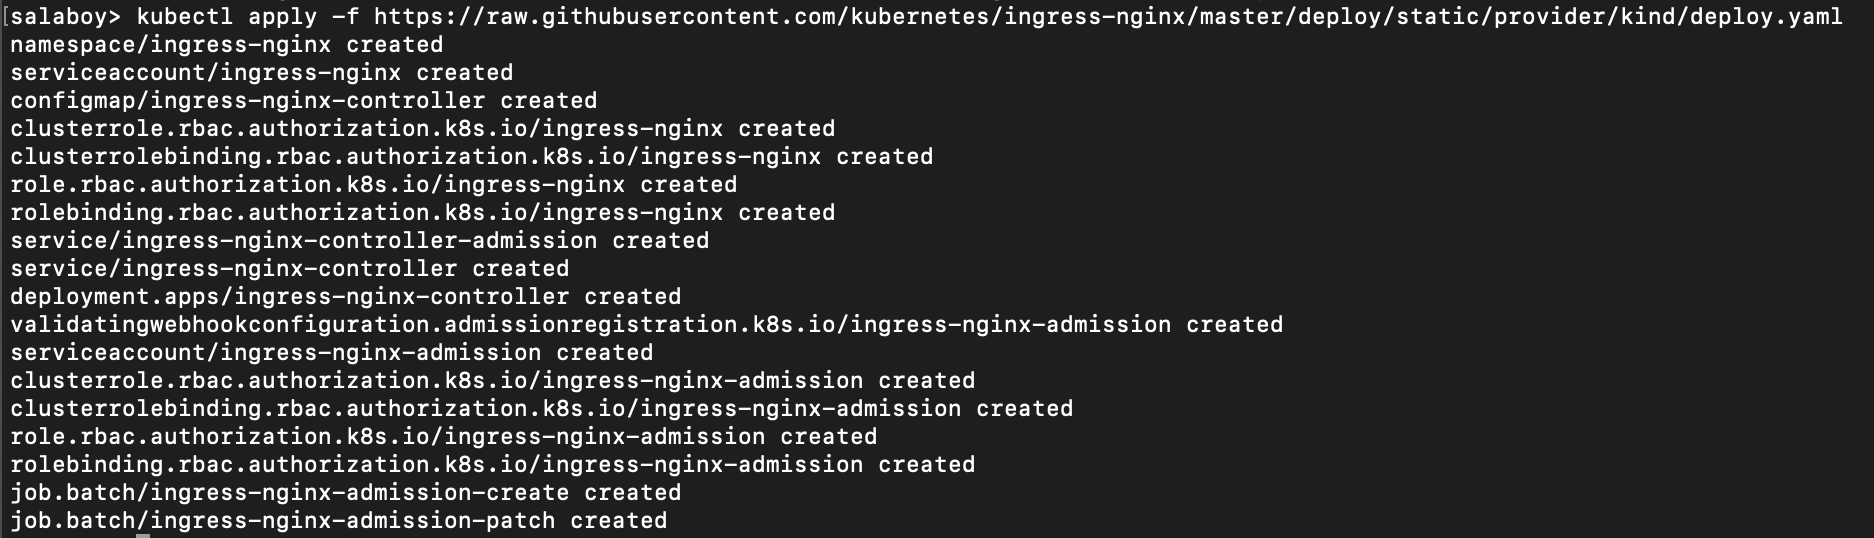 [salaboy> kubectl apply -f https://raw.githubusercontent.com/kubernetes/ingress-nginx/master/deploy/static/provider/kind/deploy.yaml
namespace/ingress-nginx created
serviceaccount/ingress-nginx created
configmap/ingress-nginx-controller created
clusterrole.rbac.authorization.k8s.io/ingress-nginx created
clusterrolebinding.rbac.authorization.k8s.io/ingress-nginx created
role.rbac.authorization.k8s.io/ingress-nginx created
rolebinding.rbac.authorization.k8s.io/ingress-nginx created
service/ingress-nginx-controller-admission created
service/ingress-nginx-controller created
deployment.apps/ingress-nginx-controller created
validatingwebhookconfiguration.admissionregistration.k8s.io/ingress-nginx-admission created
serviceaccount/ingress-nginx-admission created
clusterrole.rbac.authorization.k8s.io/ingress-nginx-admission created
clusterrolebinding.rbac.authorization.k8s.io/ingress-nginx-admission created
role.rbac.authorization.k8s.io/ingress-nginx-admission created
rolebinding.rbac.authorization.k8s.io/ingress-nginx-admission created
job.batch/ingress-nginx-admission-create created
job.batch/ingress-nginx-admission-patch created